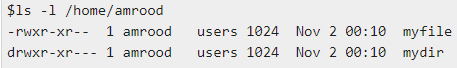 $ls -l /home/amrood
-rwxr-xr-- 1 amrood users 1024 Nov 2 00:10 myfile
drwxr-xr--- 1 amrood users 1024 Nov 2 00:10 mydir